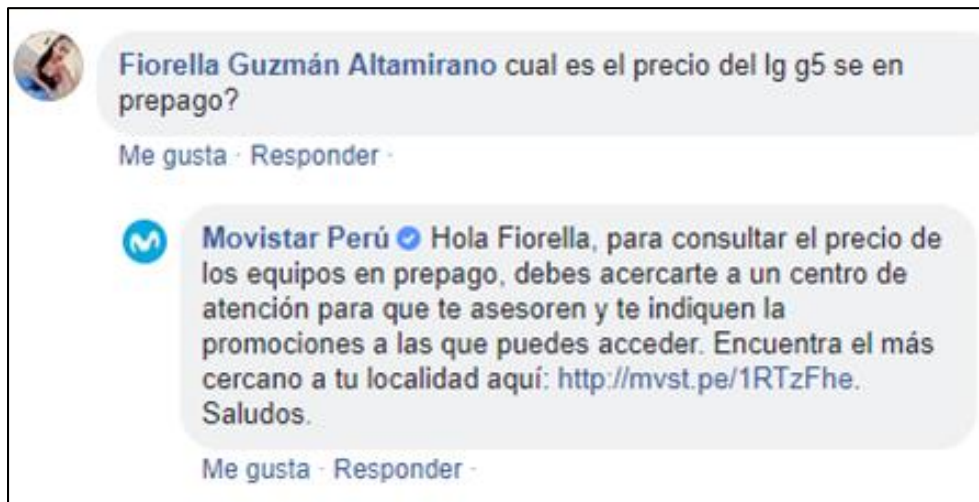 Fiorella Guzmán Altamirano cual es el precio del lg g5 se en
prepago?
Me gusta · Responder ·
Movistar Perú Hola Fiorella, para consultar el precio de
los equipos en prepago, debes acercarte a un centro de
atención para que te asesoren y te indiquen la
promociones a las que puedes acceder. Encuentra el más
cercano a tu localidad aquí: http://mvst.pe/1RTzFhe.
Saludos.
Me gusta · Responder ·